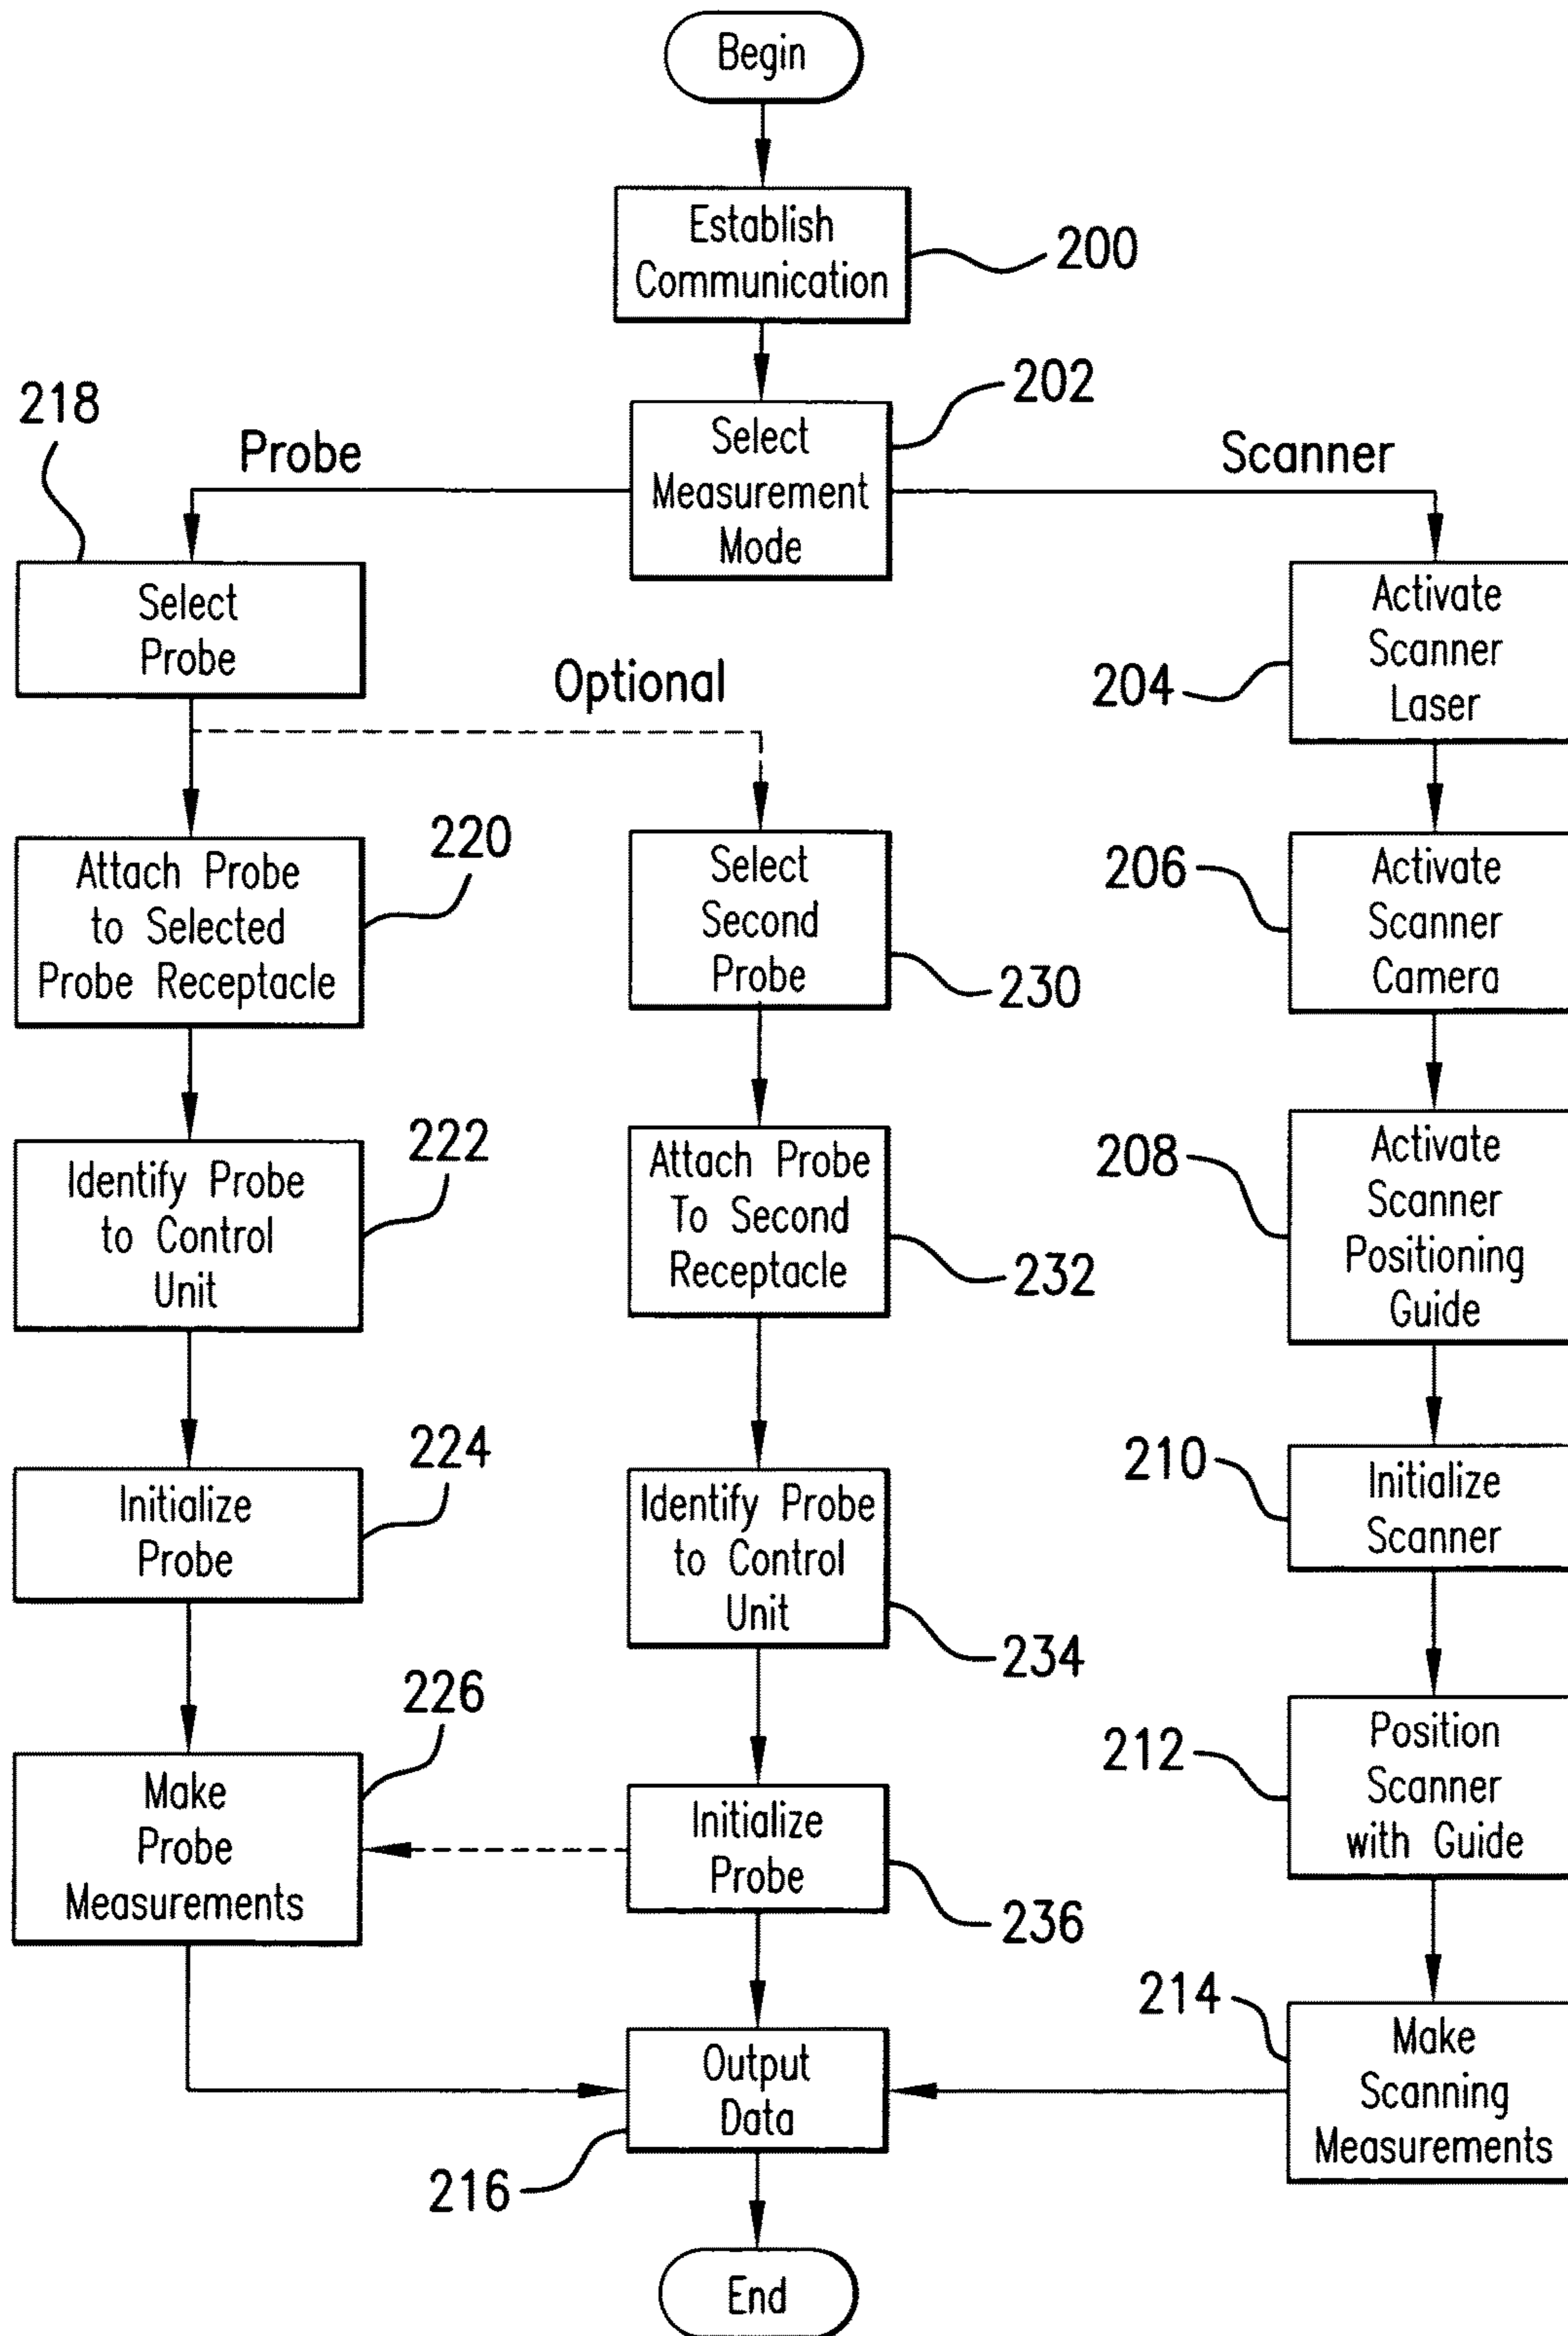 Begin
Establish
Communication
200
Select
Measurement
Mode
202
Probe
Scanner
218
Select
Probe
Optional
Attach Probe
to Selected
Probe Receptacle
220
Identify Probe
to Control
Unit
222
Initialize
Probe
224
Make
Probe
Measurements
226
Select
Second
Probe
230
Attach Probe
To Second
Receptacle
232
Identify Probe
to Control
Unit
234
Initialize
Probe
236
Activate
Scanner
Laser
204
Activate
Scanner
Camera
206
Activate
Scanner
Positioning
Guide
208
Initialize
Scanner
210
Position
Scanner
with Guide
212
Make
Scanning
Measurements
214
Output
Data
216
End